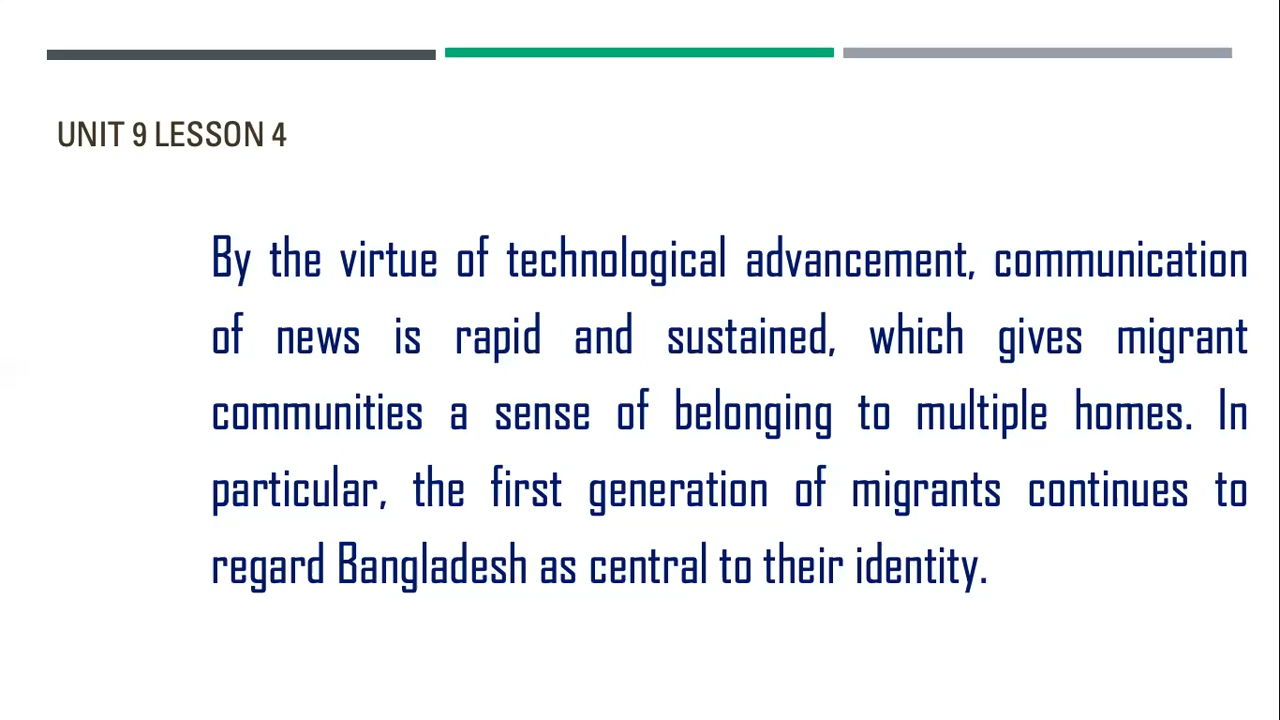 UNIT 9 LESSON 4
By the virtue of technological advancement, communication
of news is rapid and sustained, which gives migrant
communities a sense of belonging to multiple homes. In
particular, the first generation of migrants continues to
regard Bangladesh as central to their identity.